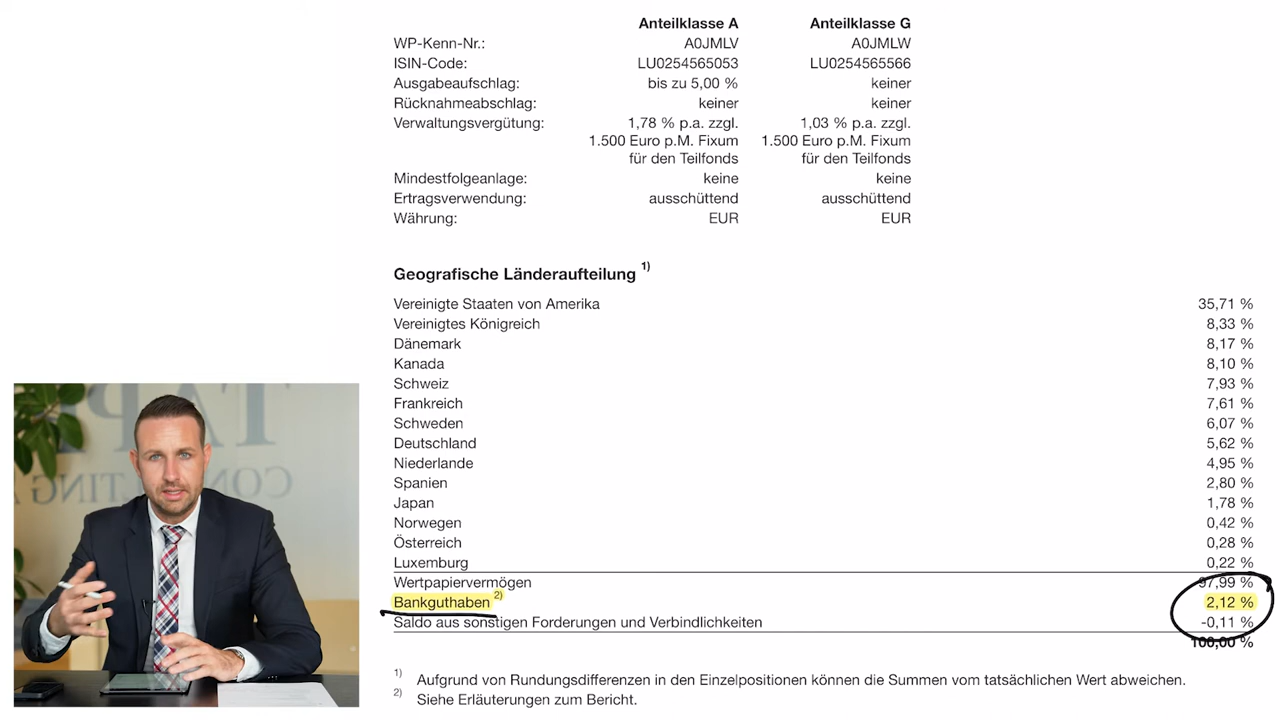 Anteilklasse A Anteilklasse G
WP-Kenn-Nr.: A0JMLV A0JMLW
ISIN-Code: LU0254565053 LU0254565566
Ausgabeaufschlag: bis zu 5,00 % keiner
Rücknahmeabschlag: keiner keiner
Verwaltungsvergütung: 1,78 % p.a. zzgl. 1,03 % p.a. zzgl.
1.500 Euro p.M. Fixum 1.500 Euro p.M. Fixum
für den Teilfonds für den Teilfonds
Mindestfolgeanlage: keine keine
Ertragsverwendung: ausschüttend ausschüttend
Währung: EUR EUR
Geografische Länderaufteilung 1)
Vereinigte Staaten von Amerika 35,71 %
Vereinigtes Königreich 8,33 %
Dänemark 8,17 %
Kanada 8,10 %
Schweiz 7,93 %
Frankreich 7,61 %
Schweden 6,07 %
Deutschland 5,62 %
Niederlande 4,95 %
Spanien 2,80 %
Japan 1,78 %
Norwegen 0,42 %
Österreich 0,28 %
Luxemburg 0,22 %
Wertpapiervermögen 97,99 %
Bankguthaben 2) 2,12 %
Saldo aus sonstigen Forderungen und Verbindlichkeiten -0,11 %
100,00 %
1) Aufgrund von Rundungsdifferenzen in den Einzelpositionen können die Summen vom tatsächlichen Wert abweichen.
2) Siehe Erläuterungen zum Bericht.